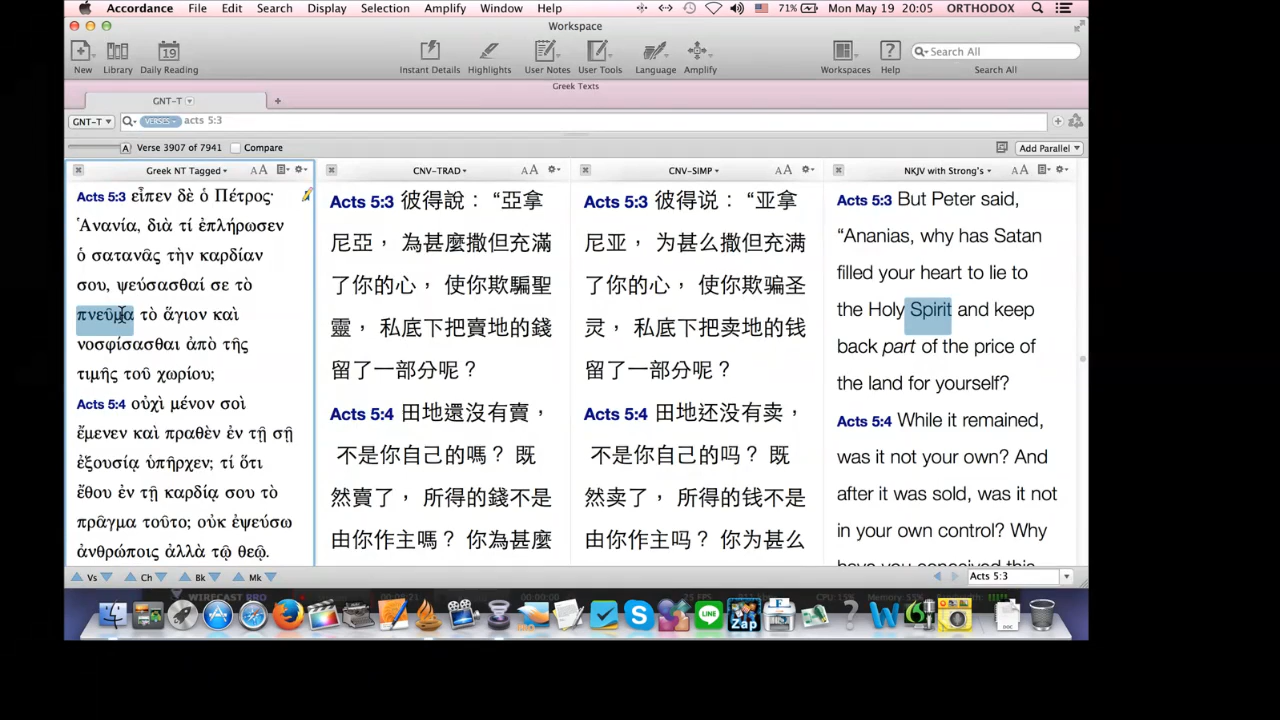 Accordance File Edit Search Display Selection Amplify Window Help 71% Mon May 19 20:05 ORTHODOX
Workspace
New Library Daily Reading Instant Details Highlights User Notes User Tools Language Amplify Workspaces Help Search All
19
Search All
Greek Texts
GNT-T
GNT-T VERSES acts 5:3
A Verse 3907 of 7941 Compare Add Parallel
Greek NT Tagged AA
Acts 5:3 εἶπεν δὲ ὁ Πέτρος·
Ἁνανία, διὰ τί ἐπλήρωσεν
ὁ σατανᾶς τὴν καρδίαν
σου, ψεύσασθαί σε τὸ
πνεῦμα τὸ ἅγιον καὶ
νοσφίσασθαι ἀπὸ τῆς
τιμῆς τοῦ χωρίου;
Acts 5:4 οὐχὶ μένον σοὶ
ἔμενεν καὶ πραθὲν ἐν τῇ σῇ
ἐξουσίᾳ ὑπῆρχεν; τί ὅτι
ἔθου ἐν τῇ καρδίᾳ σου τὸ
πρᾶγμα τοῦτο; οὐκ ἐψεύσω
ἀνθρώποις ἀλλὰ τῷ θεῷ.
CNV-TRAD AA
Acts 5:3 彼得說：“亞拿
尼亞，為甚麼撒但充滿
了你的心，使你欺騙聖
靈，私底下把賣地的錢
留了一部分呢？
Acts 5:4 田地還沒有賣，
不是你自己的嗎？既
然賣了，所得的錢不是
由你作主嗎？你為甚麼
CNV-SIMP AA
Acts 5:3 彼得说：“亚拿
尼亚，为甚么撒但充满
了你的心，使你欺骗圣
灵，私底下把卖地的钱
留了一部分呢？
Acts 5:4 田地还没有卖，
不是你自己的吗？既
然卖了，所得的钱不是
由你作主吗？你为甚么
NKJV with Strong's AA
Acts 5:3 But Peter said,
“Ananias, why has Satan
filled your heart to lie to
the Holy Spirit and keep
back part of the price of
the land for yourself?
Acts 5:4 While it remained,
was it not your own? And
after it was sold, was it not
in your own control? Why
have you conceived this
Vs Ch Bk Mk Acts 5:3
WIRECAST PRO
LINE
Zap